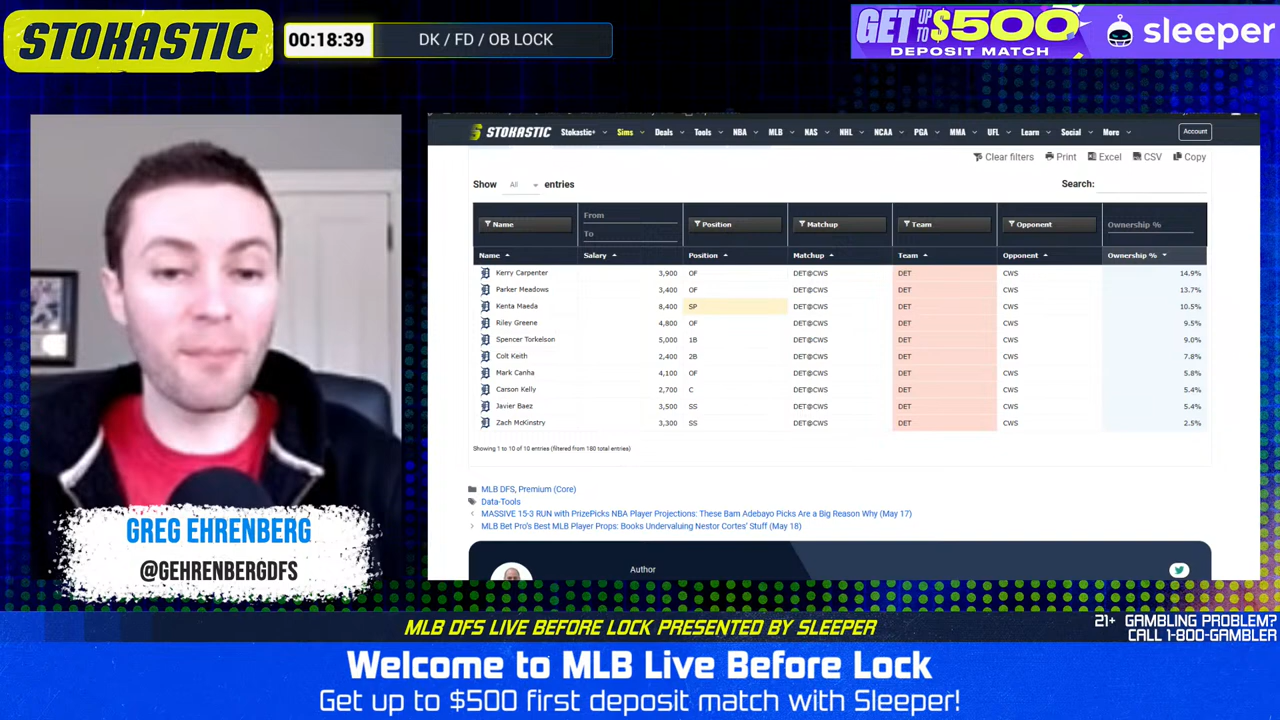 STOKASTIC
00:18:39
DK / FD / OB LOCK
GET UP TO $500
DEPOSIT MATCH
sleeper
STOKASTIC Stokastic+ Sims Deals Tools NBA MLB NAS NHL NCAA PGA MMA UFL Learn Social More Account
Clear filters Print Excel CSV Copy
Show All entries Search:
Name From To Position Matchup Team Opponent Ownership %
Name Salary Position Matchup Team Opponent Ownership %
Kerry Carpenter 3,900 OF DET@CWS DET CWS 14.9%
Parker Meadows 3,400 OF DET@CWS DET CWS 13.7%
Kenta Maeda 8,400 SP DET@CWS DET CWS 10.5%
Riley Greene 4,800 OF DET@CWS DET CWS 9.5%
Spencer Torkelson 5,000 1B DET@CWS DET CWS 9.0%
Colt Keith 2,400 2B DET@CWS DET CWS 7.8%
Mark Canha 4,100 OF DET@CWS DET CWS 5.8%
Carson Kelly 2,700 C DET@CWS DET CWS 5.4%
Javier Baez 3,500 SS DET@CWS DET CWS 5.4%
Zach McKinstry 3,300 SS DET@CWS DET CWS 2.5%
Showing 1 to 10 of 10 entries (filtered from 180 total entries)
MLB DFS, Premium (Core)
Data-Tools
MASSIVE 15-3 RUN with PrizePicks NBA Player Projections: These Bam Adebayo Picks Are a Big Reason Why (May 17)
MLB Bet Pro's Best MLB Player Props: Books Undervaluing Nestor Cortes' Stuff (May 18)
Author
GREG EHRENBERG
@GEHRENBERGDFS
MLB DFS LIVE BEFORE LOCK PRESENTED BY SLEEPER
21+ GAMBLING PROBLEM?
CALL 1-800-GAMBLER
Welcome to MLB Live Before Lock
Get up to $500 first deposit match with Sleeper!